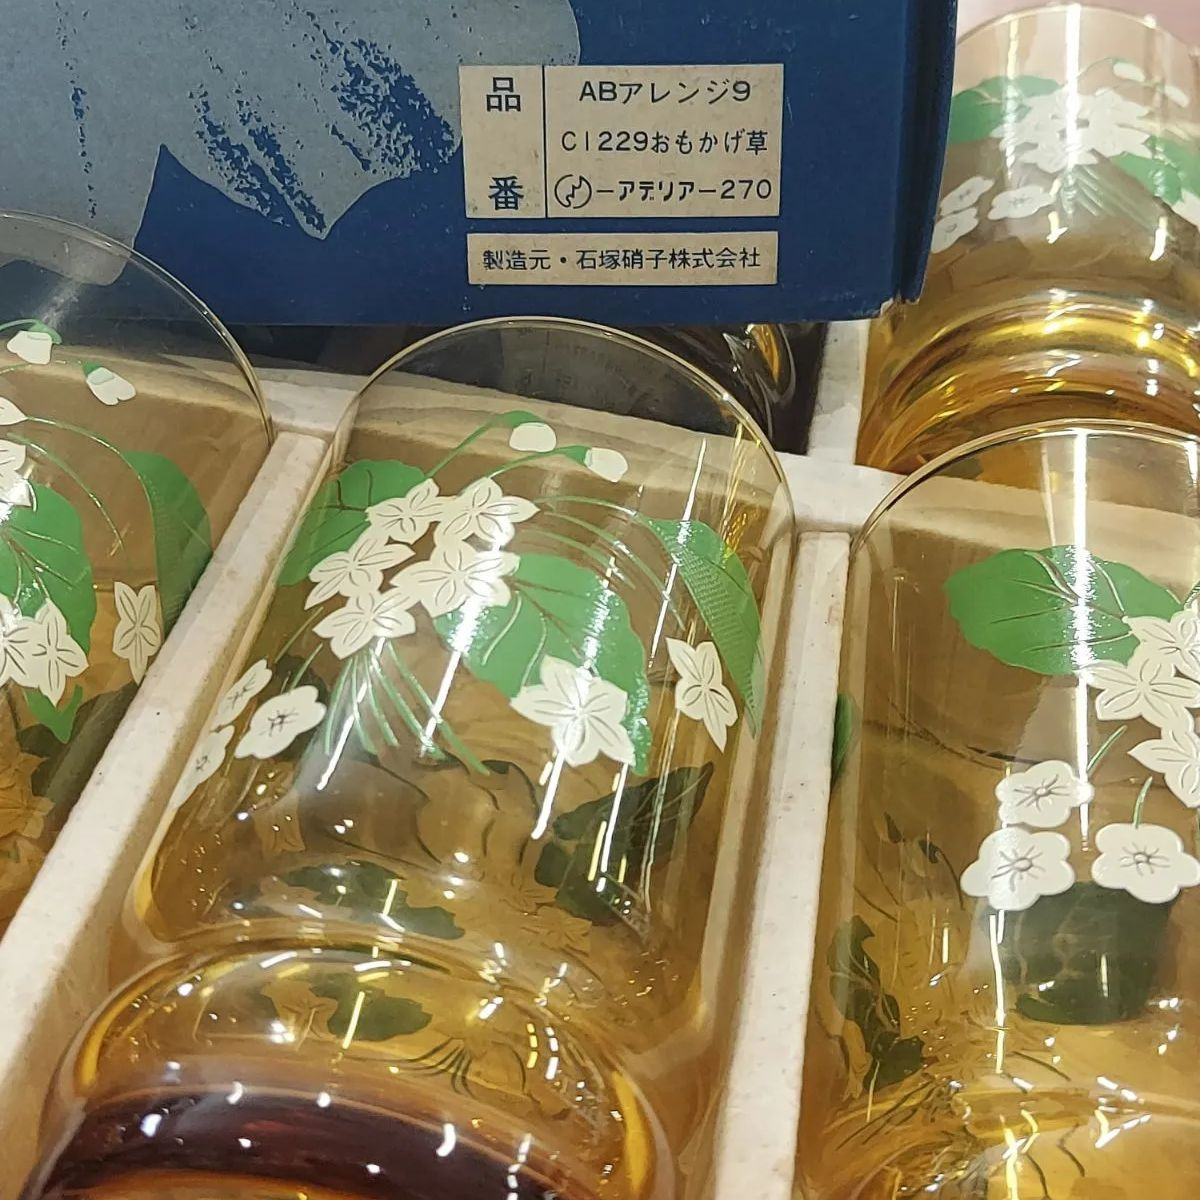 品番
ABアレンジ9
C1229おもかげ草
ーアデリアー270
製造元・石塚硝子株式会社